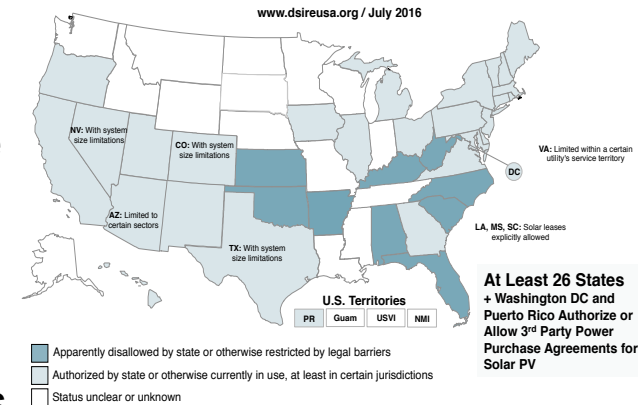 www.dsireusa.org / July 2016
NV: With system
size limitations
CO: With system
size limitations
VA: Limited within a certain
utility's service territory
DC
AZ: Limited to
certain sectors
LA, MS, SC: Solar leases
explicitly allowed
TX: With system
size limitations
U.S. Territories
PR Guam USVI NMI
At Least 26 States
+ Washington DC and
Puerto Rico Authorize or
Allow 3rd Party Power
Purchase Agreements for
Solar PV
Apparently disallowed by state or otherwise restricted by legal barriers
Authorized by state or otherwise currently in use, at least in certain jurisdictions
Status unclear or unknown